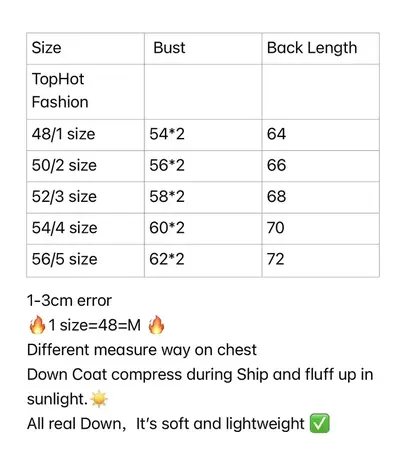 Size Bust Back Length
TopHot
Fashion
48/1 size 54*2 64
50/2 size 56*2 66
52/3 size 58*2 68
54/4 size 60*2 70
56/5 size 62*2 72
1-3cm error
🔥1 size=48=M 🔥
Different measure way on chest
Down Coat compress during Ship and fluff up in
sunlight.☀️
All real Down, It's soft and lightweight ✅